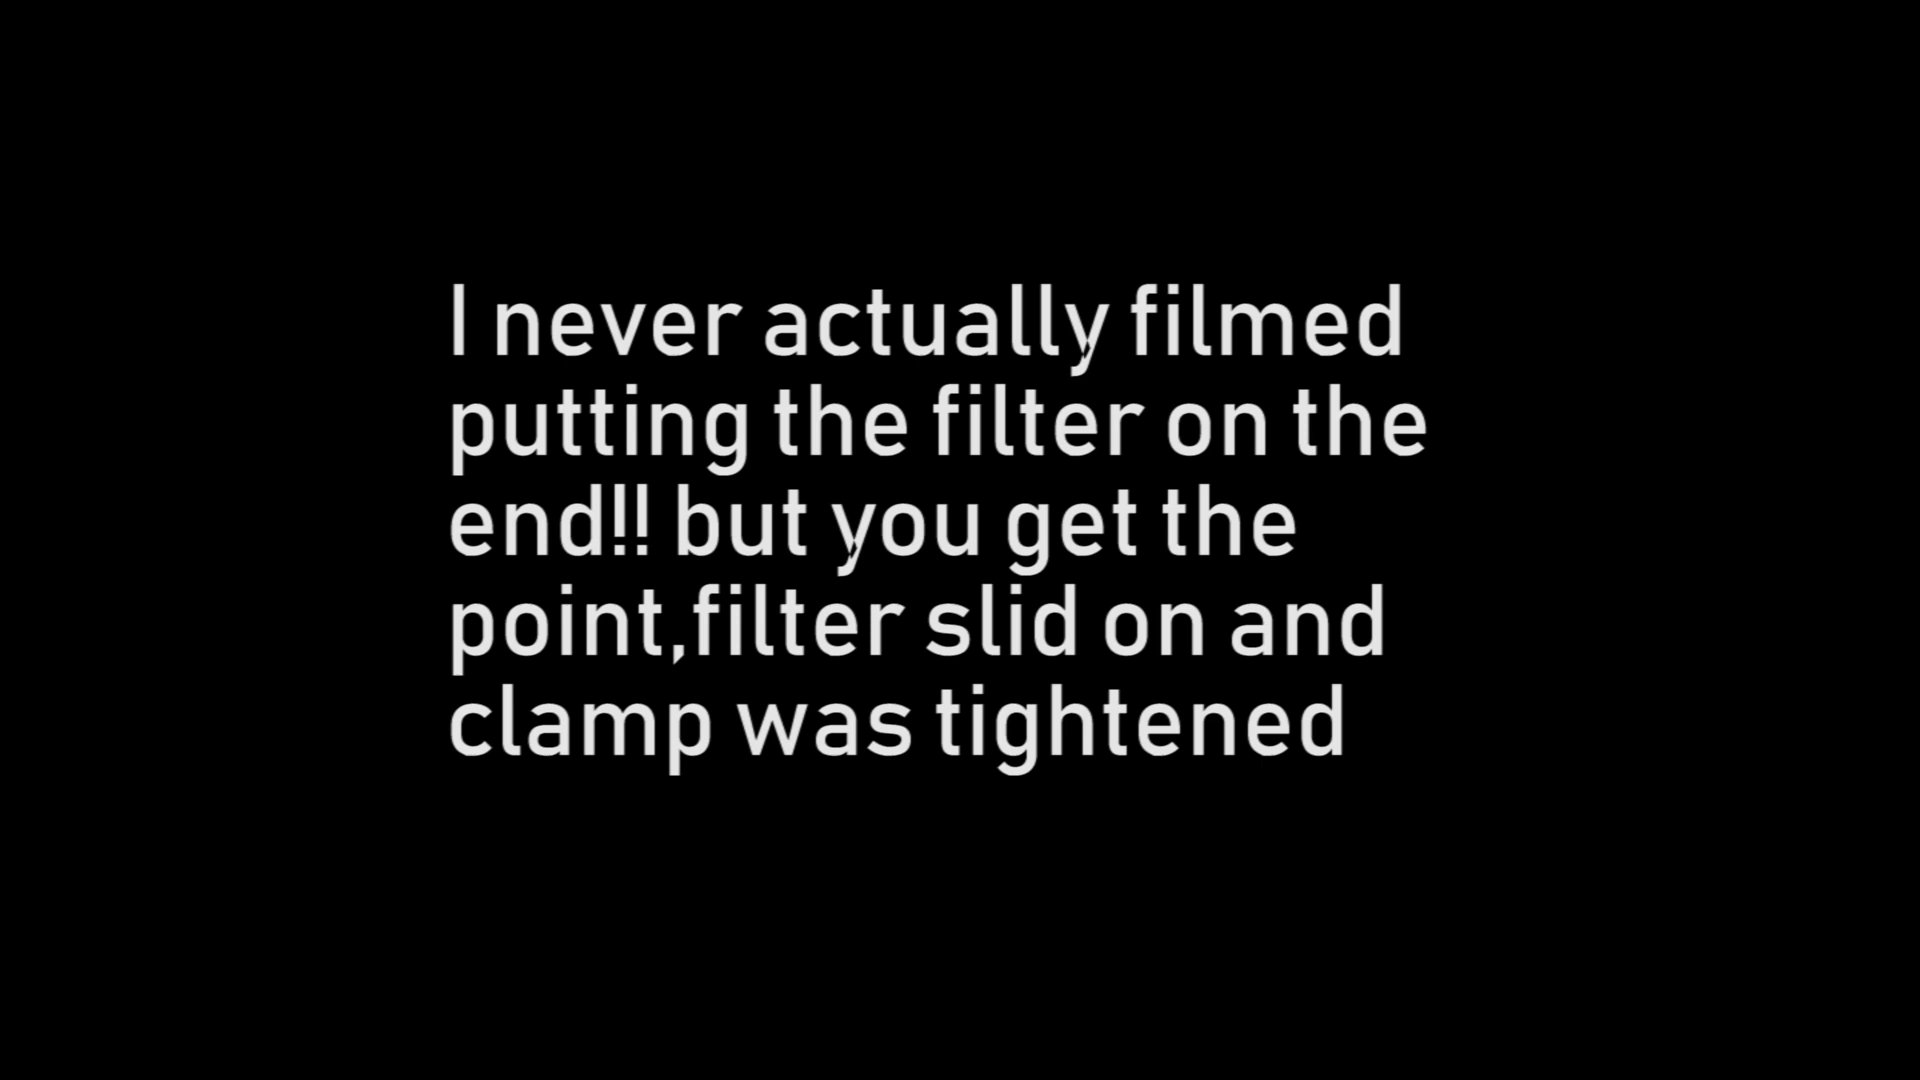 I never actually filmed
putting the filter on the
end!! but you get the
point,filter slid on and
clamp was tightened